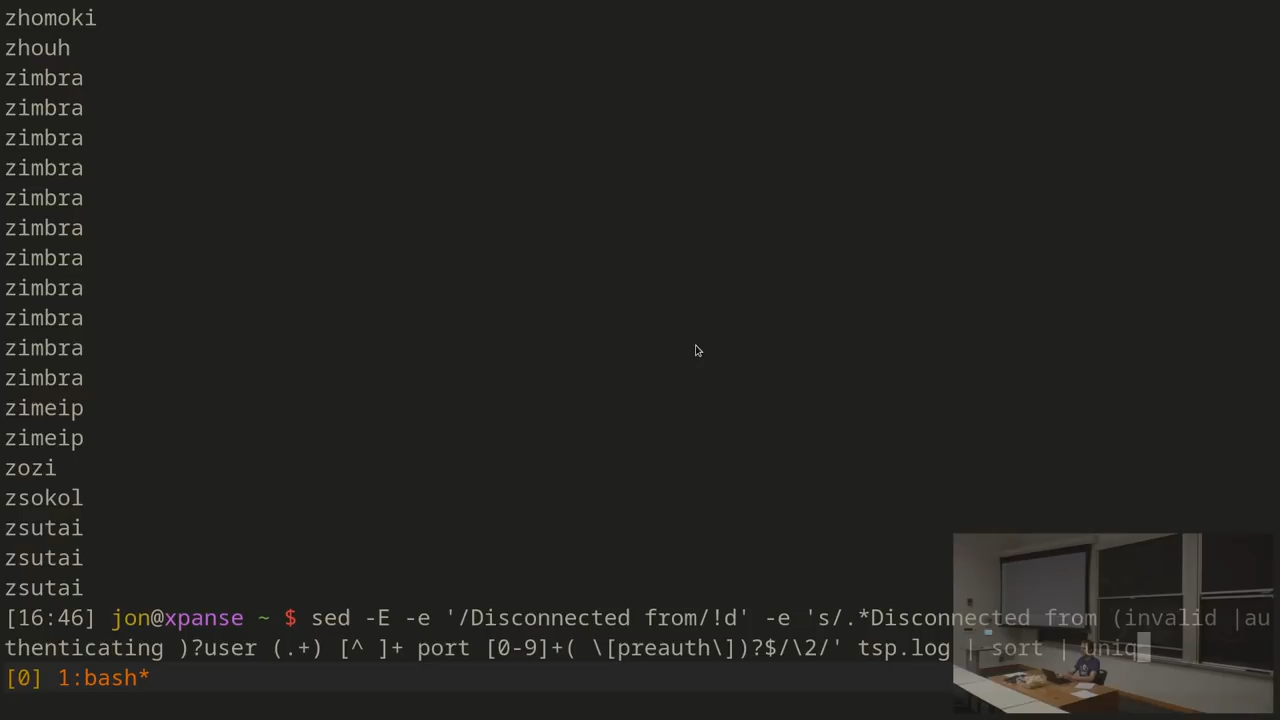 zhomoki
zhouh
zimbra
zimbra
zimbra
zimbra
zimbra
zimbra
zimbra
zimbra
zimbra
zimbra
zimbra
zimeip
zimeip
zozi
zsokol
zsutai
zsutai
zsutai
[16:46] jon@xpanse ~ $ sed -E -e '/Disconnected from/!d' -e 's/.*Disconnected from (invalid |au
thenticating )?user (.+) [^ ]+ port [0-9]+( \[preauth\])?$/\2/' tsp.log | sort | uniq
[0] 1:bash*